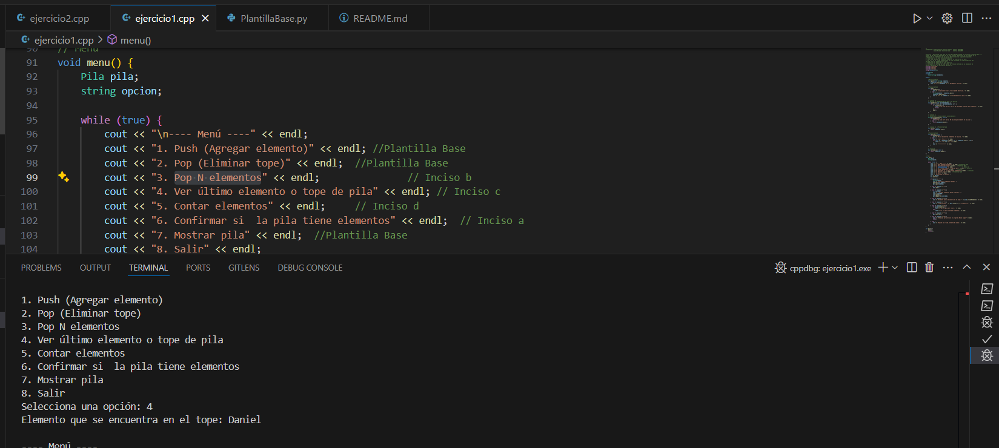 ejercicio2.cpp ejercicio1.cpp PlantillaBase.py README.md
ejercicio1.cpp > menu()
90 // Menú
91 void menu() {
92 Pila pila;
93 string opcion;
94
95 while (true) {
96 cout << "\n---- Menú ----" << endl;
97 cout << "1. Push (Agregar elemento)" << endl; //Plantilla Base
98 cout << "2. Pop (Eliminar tope)" << endl; //Plantilla Base
99 cout << "3. Pop N elementos" << endl; // Inciso b
100 cout << "4. Ver último elemento o tope de pila" << endl; // Inciso c
101 cout << "5. Contar elementos" << endl; // Inciso d
102 cout << "6. Confirmar si  la pila tiene elementos" << endl; // Inciso a
103 cout << "7. Mostrar pila" << endl; //Plantilla Base
104 cout << "8. Salir" << endl;
PROBLEMS OUTPUT TERMINAL PORTS GITLENS DEBUG CONSOLE cppdbg: ejercicio1.exe
1. Push (Agregar elemento)
2. Pop (Eliminar tope)
3. Pop N elementos
4. Ver último elemento o tope de pila
5. Contar elementos
6. Confirmar si  la pila tiene elementos
7. Mostrar pila
8. Salir
Selecciona una opción: 4
Elemento que se encuentra en el tope: Daniel
---- Menú ----